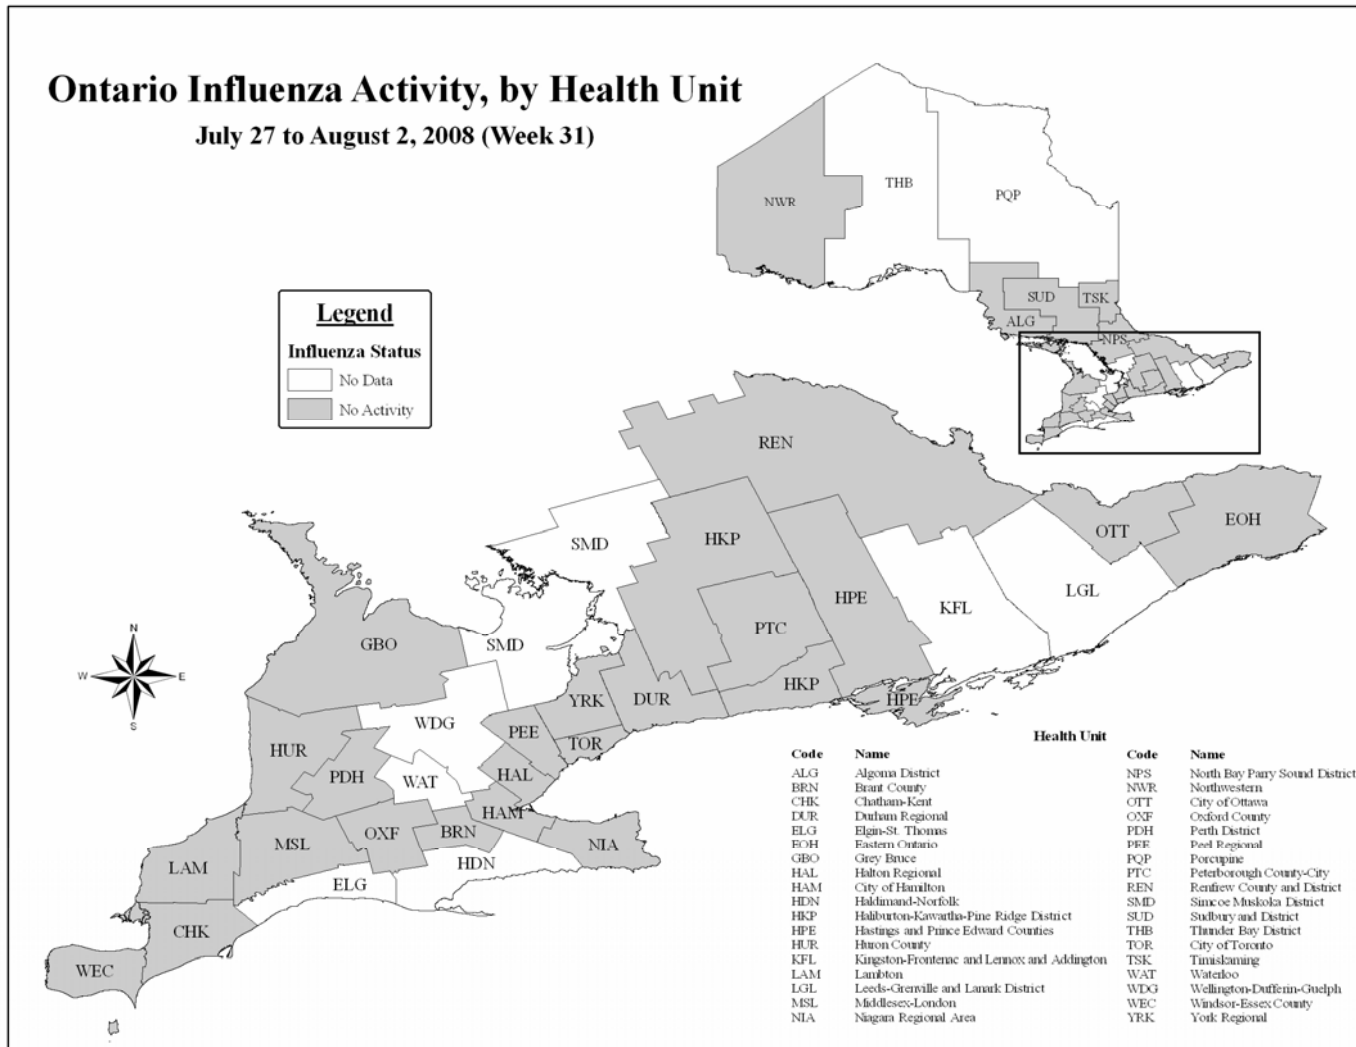 Ontario Influenza Activity, by Health Unit
July 27 to August 2, 2008 (Week 31)
THB
PQP
NWR
SUD
TSK
ALG
NPS
Legend
Influenza Status
No Data
No Activity
REN
SMD
HKP
OTT
EOH
HPE
KFL
LGL
PTC
GBO
SMD
N
W E
S
YRK
DUR
HKP
HPE
WDG
PEE
TOR
HUR
PDH
WAT
HAL
HAM
MSL
OXF
BRN
NIA
LAM
HDN
ELG
CHK
WEC
Health Unit
Code Name Code Name
ALG Algoma District NPS North Bay Parry Sound District
BRN Brant County NWR Northwestern
CHK Chatham-Kent OTT City of Ottawa
DUR Durham Regional OXF Oxford County
ELG Elgin-St. Thomas PDH Perth District
EOH Eastern Ontario PEE Peel Regional
GBO Grey Bruce PQP Porcupine
HAL Halton Regional PTC Peterborough County-City
HAM City of Hamilton REN Renfrew County and District
HDN Haldimand-Norfolk SMD Simcoe Muskoka District
HKP Haliburton-Kawartha-Pine Ridge District SUD Sudbury and District
HPE Hastings and Prince Edward Counties THB Thunder Bay District
HUR Huron County TOR City of Toronto
KFL Kingston-Frontenac and Lennox and Addington TSK Timiskaming
LAM Lambton WAT Waterloo
LGL Leeds-Grenville and Lanark District WDG Wellington-Dufferin-Guelph
MSL Middlesex-London WEC Windsor-Essex County
NIA Niagara Regional Area YRK York Regional